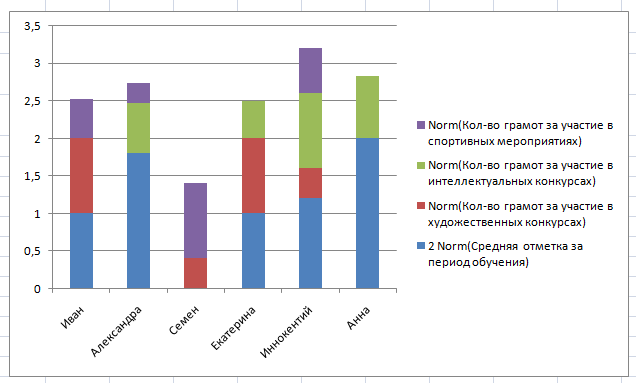 3,5
3
2,5
2
1,5
1
0,5
0
Иван
Александра
Семен
Екатерина
Иннокентий
Анна
Norm(Кол-во грамот за участие в
спортивных мероприятиях)
Norm(Кол-во грамот за участие в
интеллектуальных конкурсах)
Norm(Кол-во грамот за участие в
художественных конкурсах)
2 Norm(Средняя отметка за
период обучения)